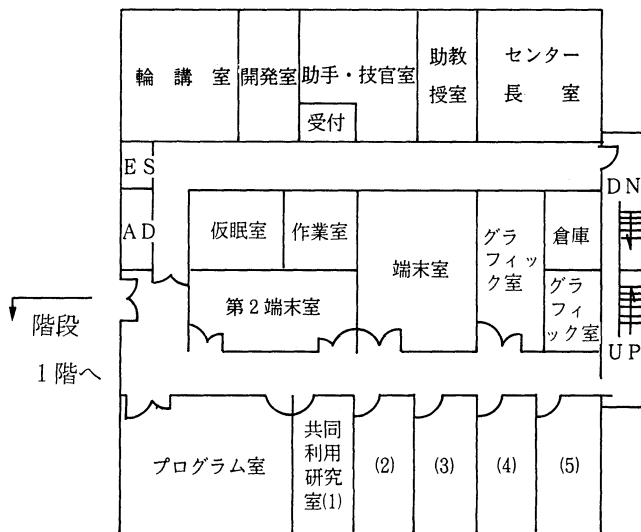 輪講室
開発室
助手・技官室
受付
助教
授室
センター
長室
ES
DN
AD
仮眠室
作業室
端末室
グラ
フィッ
ク室
倉庫
第2端末室
グラ
フィ
ック室
階段
1階へ
UP
プログラム室
共同
利用
研究
室(1)
(2)
(3)
(4)
(5)